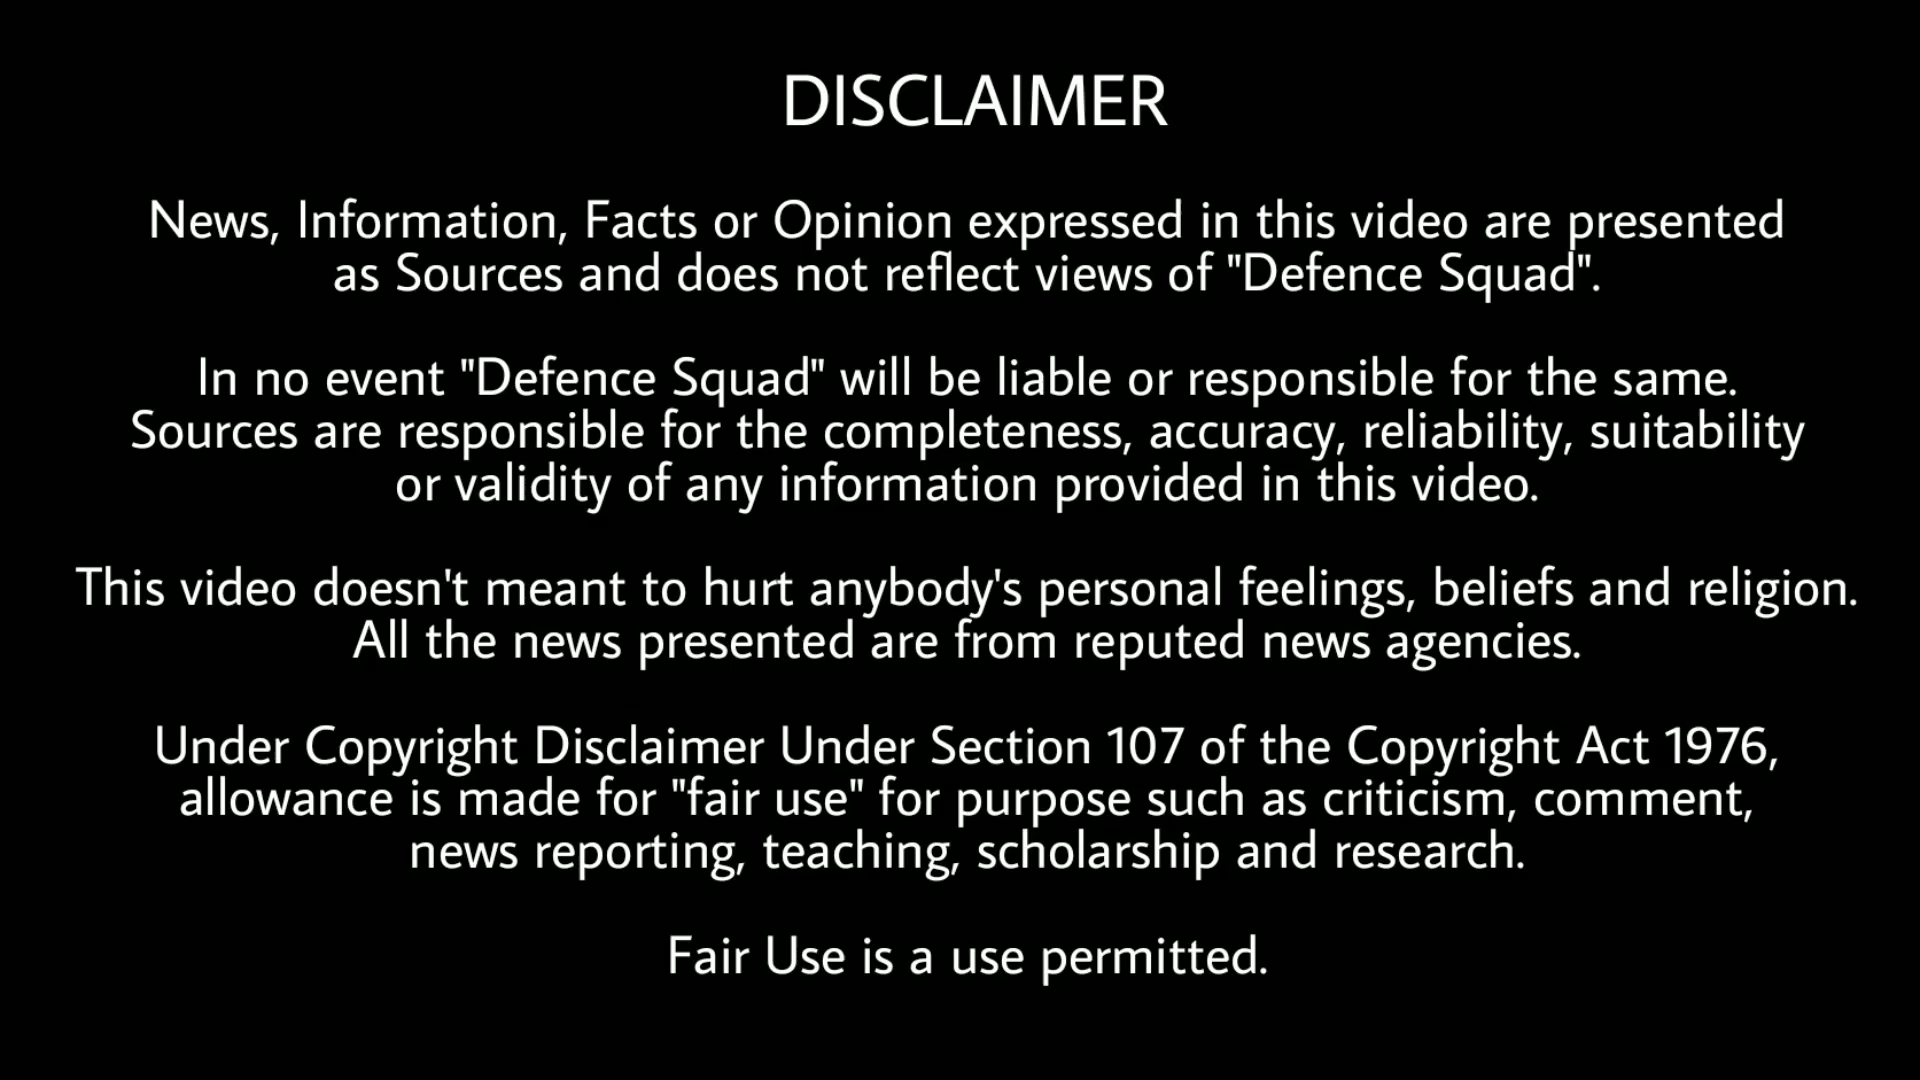 DISCLAIMER
News, Information, Facts or Opinion expressed in this video are presented
as Sources and does not reflect views of "Defence Squad".
In no event "Defence Squad" will be liable or responsible for the same.
Sources are responsible for the completeness, accuracy, reliability, suitability
or validity of any information provided in this video.
This video doesn't meant to hurt anybody's personal feelings, beliefs and religion.
All the news presented are from reputed news agencies.
Under Copyright Disclaimer Under Section 107 of the Copyright Act 1976,
allowance is made for "fair use" for purpose such as criticism, comment,
news reporting, teaching, scholarship and research.
Fair Use is a use permitted.